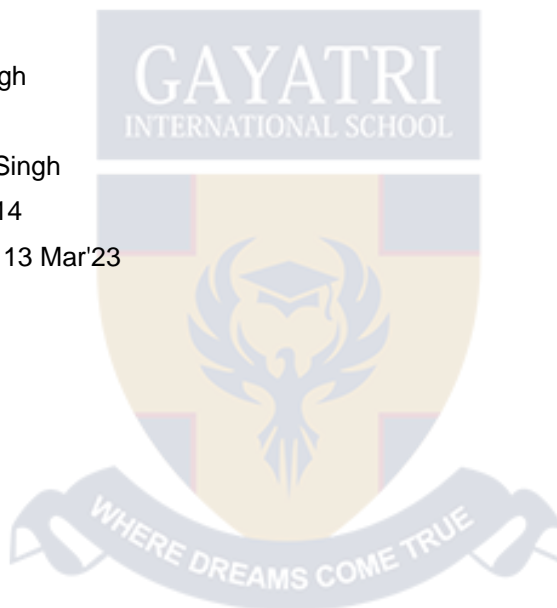 GAYATRI
INTERNATIONAL SCHOOL
gh
Singh
14
13 Mar'23
WHERE DREAMS COME TRUE